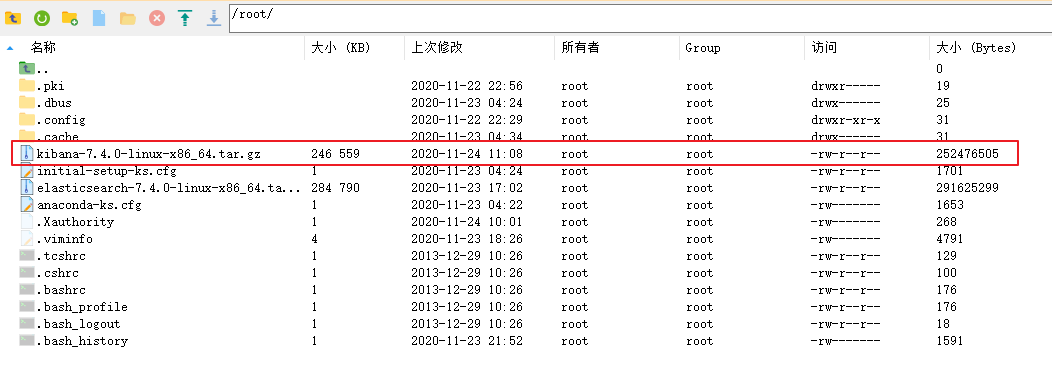 /root/
名称 大小 (KB) 上次修改 所有者 Group 访问 大小 (Bytes)
.. 0
.pki 2020-11-22 22:56 root root drwxr----- 19
.dbus 2020-11-23 04:24 root root drwx------ 25
.config 2020-11-22 22:29 root root drwxr-xr-x 31
.cache 2020-11-23 04:34 root root drwx------ 31
kibana-7.4.0-linux-x86_64.tar.gz 246 559 2020-11-24 11:08 root root -rw-r--r-- 252476505
initial-setup-ks.cfg 1 2020-11-23 04:24 root root -rw-r--r-- 1701
elasticsearch-7.4.0-linux-x86_64.ta... 284 790 2020-11-23 17:02 root root -rw-r--r-- 291625299
anaconda-ks.cfg 1 2020-11-23 04:22 root root -rw------- 1653
.Xauthority 1 2020-11-24 10:01 root root -rw------- 268
.viminfo 4 2020-11-23 18:26 root root -rw------- 4791
.tcshrc 1 2013-12-29 10:26 root root -rw-r--r-- 129
.cshrc 1 2013-12-29 10:26 root root -rw-r--r-- 100
.bashrc 1 2013-12-29 10:26 root root -rw-r--r-- 176
.bash_profile 1 2013-12-29 10:26 root root -rw-r--r-- 176
.bash_logout 1 2013-12-29 10:26 root root -rw-r--r-- 18
.bash_history 1 2020-11-23 21:52 root root -rw------- 1591